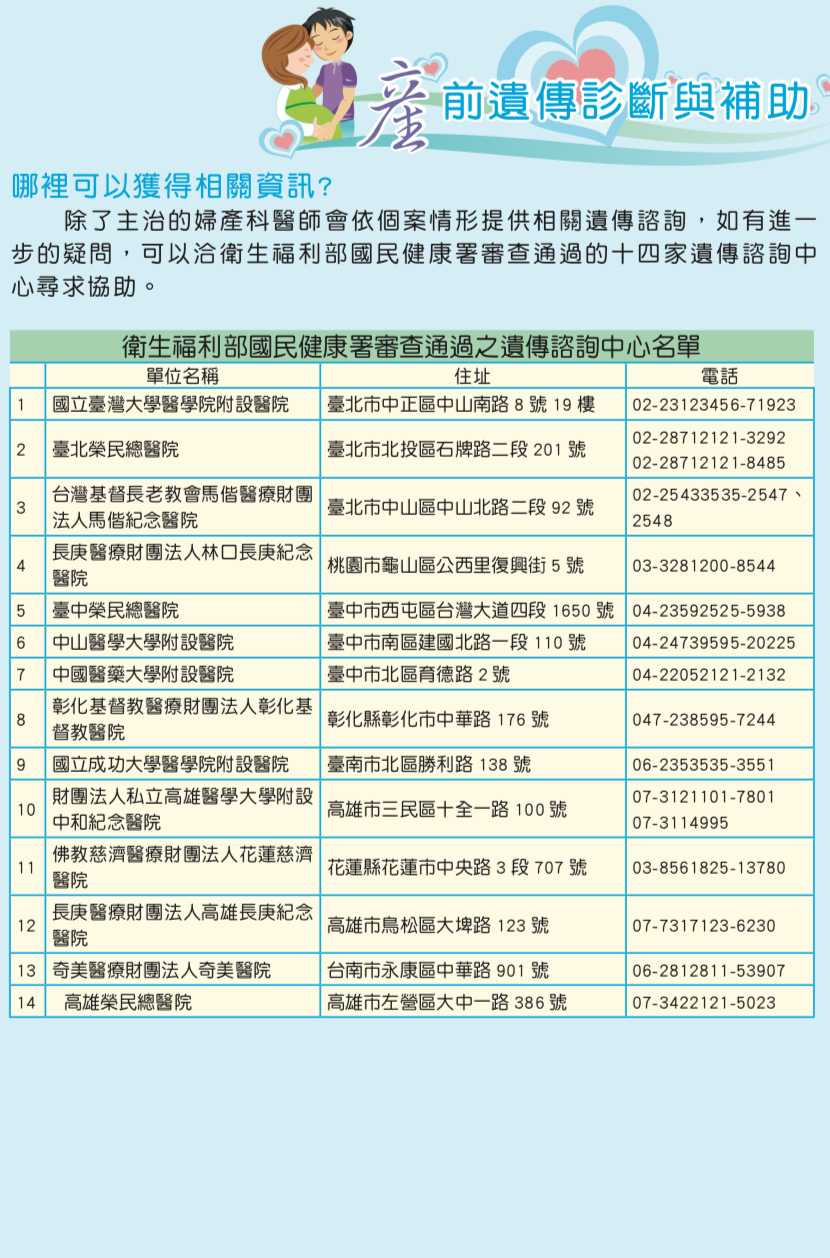 產前遺傳診斷與補助
哪裡可以獲得相關資訊?
除了主治的婦產科醫師會依個案情形提供相關遺傳諮詢，如有進一
步的疑問，可以洽衛生福利部國民健康署審查通過的十四家遺傳諮詢中
心尋求協助。
衛生福利部國民健康署審查通過之遺傳諮詢中心名單
單位名稱 住址 電話
1 國立臺灣大學醫學院附設醫院 臺北市中正區中山南路 8 號 19 樓 02-23123456-71923
2 臺北榮民總醫院 臺北市北投區石牌路二段 201 號 02-28712121-3292
02-28712121-8485
3 台灣基督長老教會馬偕醫療財團
法人馬偕紀念醫院 臺北市中山區中山北路二段 92 號 02-25433535-2547、
2548
4 長庚醫療財團法人林口長庚紀念
醫院 桃園市龜山區公西里復興街 5 號 03-3281200-8544
5 臺中榮民總醫院 臺中市西屯區台灣大道四段 1650 號 04-23592525-5938
6 中山醫學大學附設醫院 臺中市南區建國北路一段 110 號 04-24739595-20225
7 中國醫藥大學附設醫院 臺中市北區育德路 2 號 04-22052121-2132
8 彰化基督教醫療財團法人彰化基
督教醫院 彰化縣彰化市中華路 176 號 047-238595-7244
9 國立成功大學醫學院附設醫院 臺南市北區勝利路 138 號 06-2353535-3551
10 財團法人私立高雄醫學大學附設
中和紀念醫院 高雄市三民區十全一路 100 號 07-3121101-7801
07-3114995
11 佛教慈濟醫療財團法人花蓮慈濟
醫院 花蓮縣花蓮市中央路 3 段 707 號 03-8561825-13780
12 長庚醫療財團法人高雄長庚紀念
醫院 高雄市鳥松區大埤路 123 號 07-7317123-6230
13 奇美醫療財團法人奇美醫院 台南市永康區中華路 901 號 06-2812811-53907
14 高雄榮民總醫院 高雄市左營區大中一路 386 號 07-3422121-5023